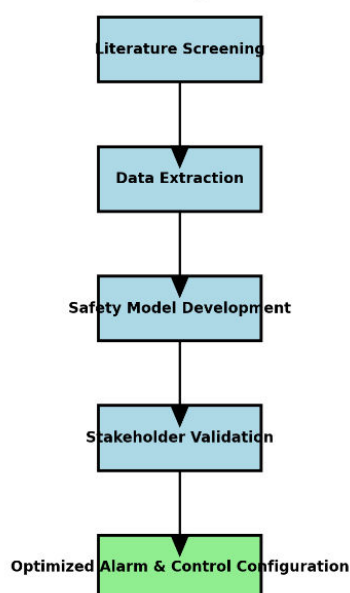 Literature Screening
Data Extraction
Safety Model Development
Stakeholder Validation
Optimized Alarm & Control Configuration